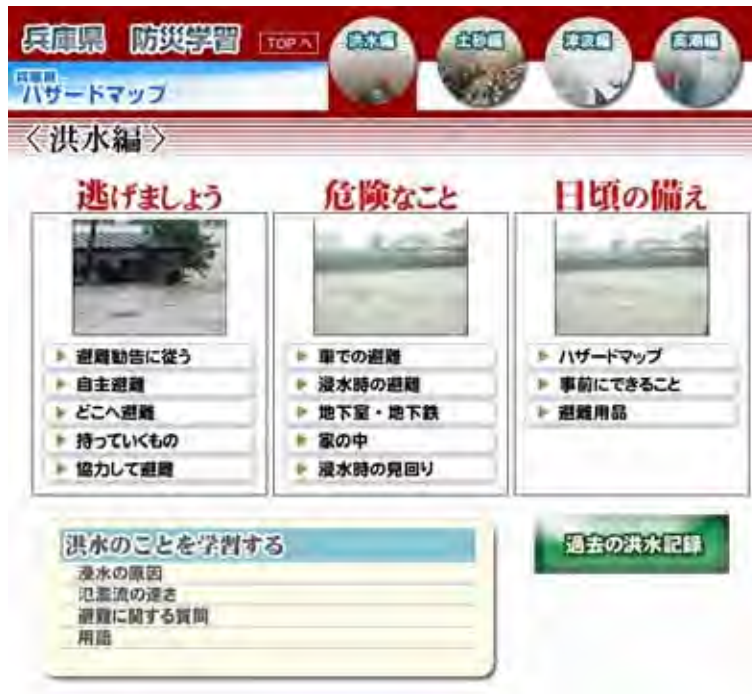 兵庫県 防災学習 TOPへ 洪水編 土砂編 津波編 高潮編
兵庫県
ハザードマップ
〈洪水編〉
逃げましょう
避難勧告に従う
自主避難
どこへ避難
持っていくもの
協力して避難
危険なこと
車での避難
浸水時の避難
地下室・地下鉄
家の中
浸水時の見回り
日頃の備え
ハザードマップ
事前にできること
避難用品
洪水のことを学習する
浸水の原因
氾濫流の速さ
避難に関する質問
用語
過去の洪水記録